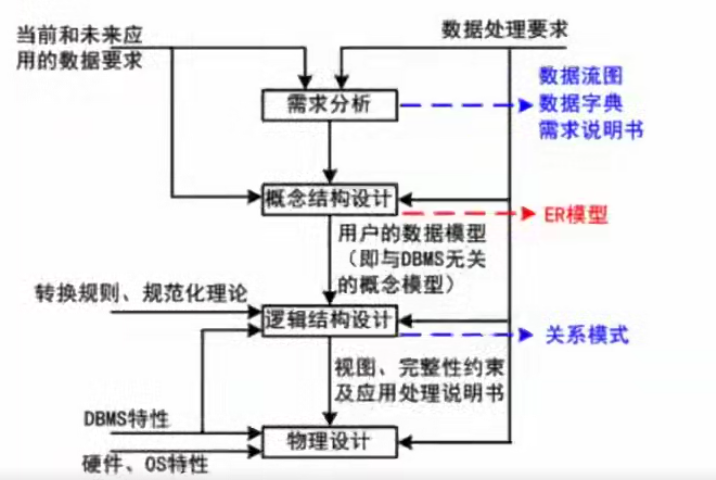 当前和未来应
用的数据要求
数据处理要求
数据流图
需求分析
数据字典
需求说明书
概念结构设计
ER模型
用户的数据模型
（即与DBMS无关
的概念模型）
转换规则、规范化理论
逻辑结构设计
关系模式
视图、完整性约束
及应用处理说明书
DBMS特性
物理设计
硬件、OS特性